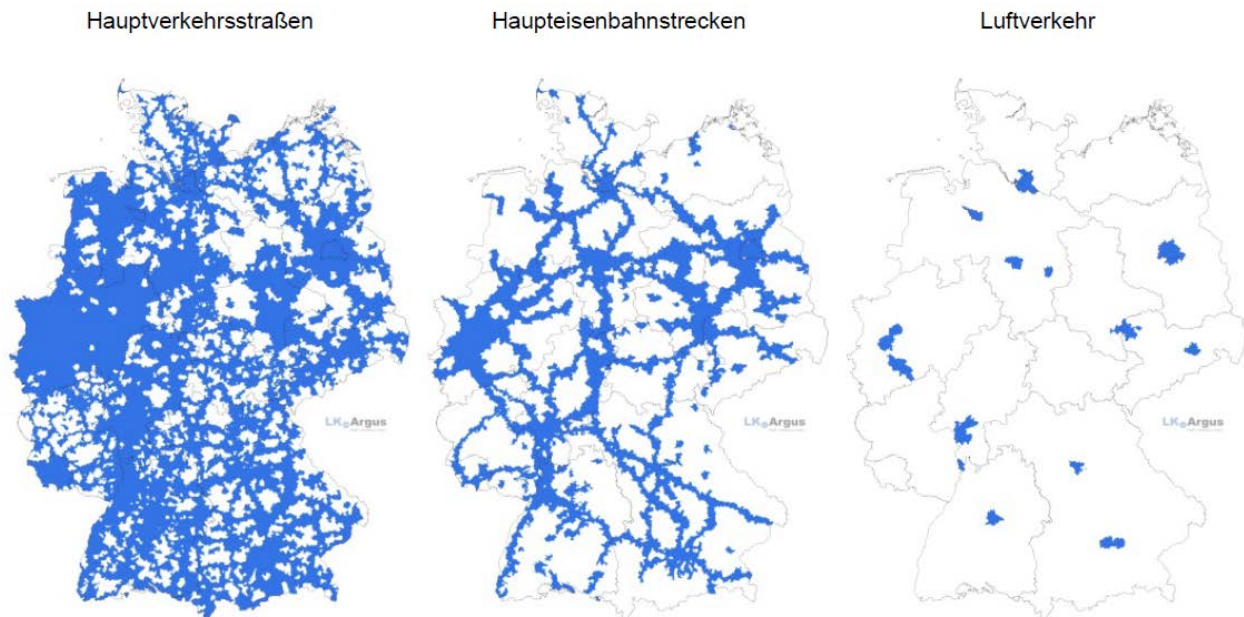 Hauptverkehrsstraßen
Haupteisenbahnstrecken
Luftverkehr
LK Argus
LK Argus
LK Argus